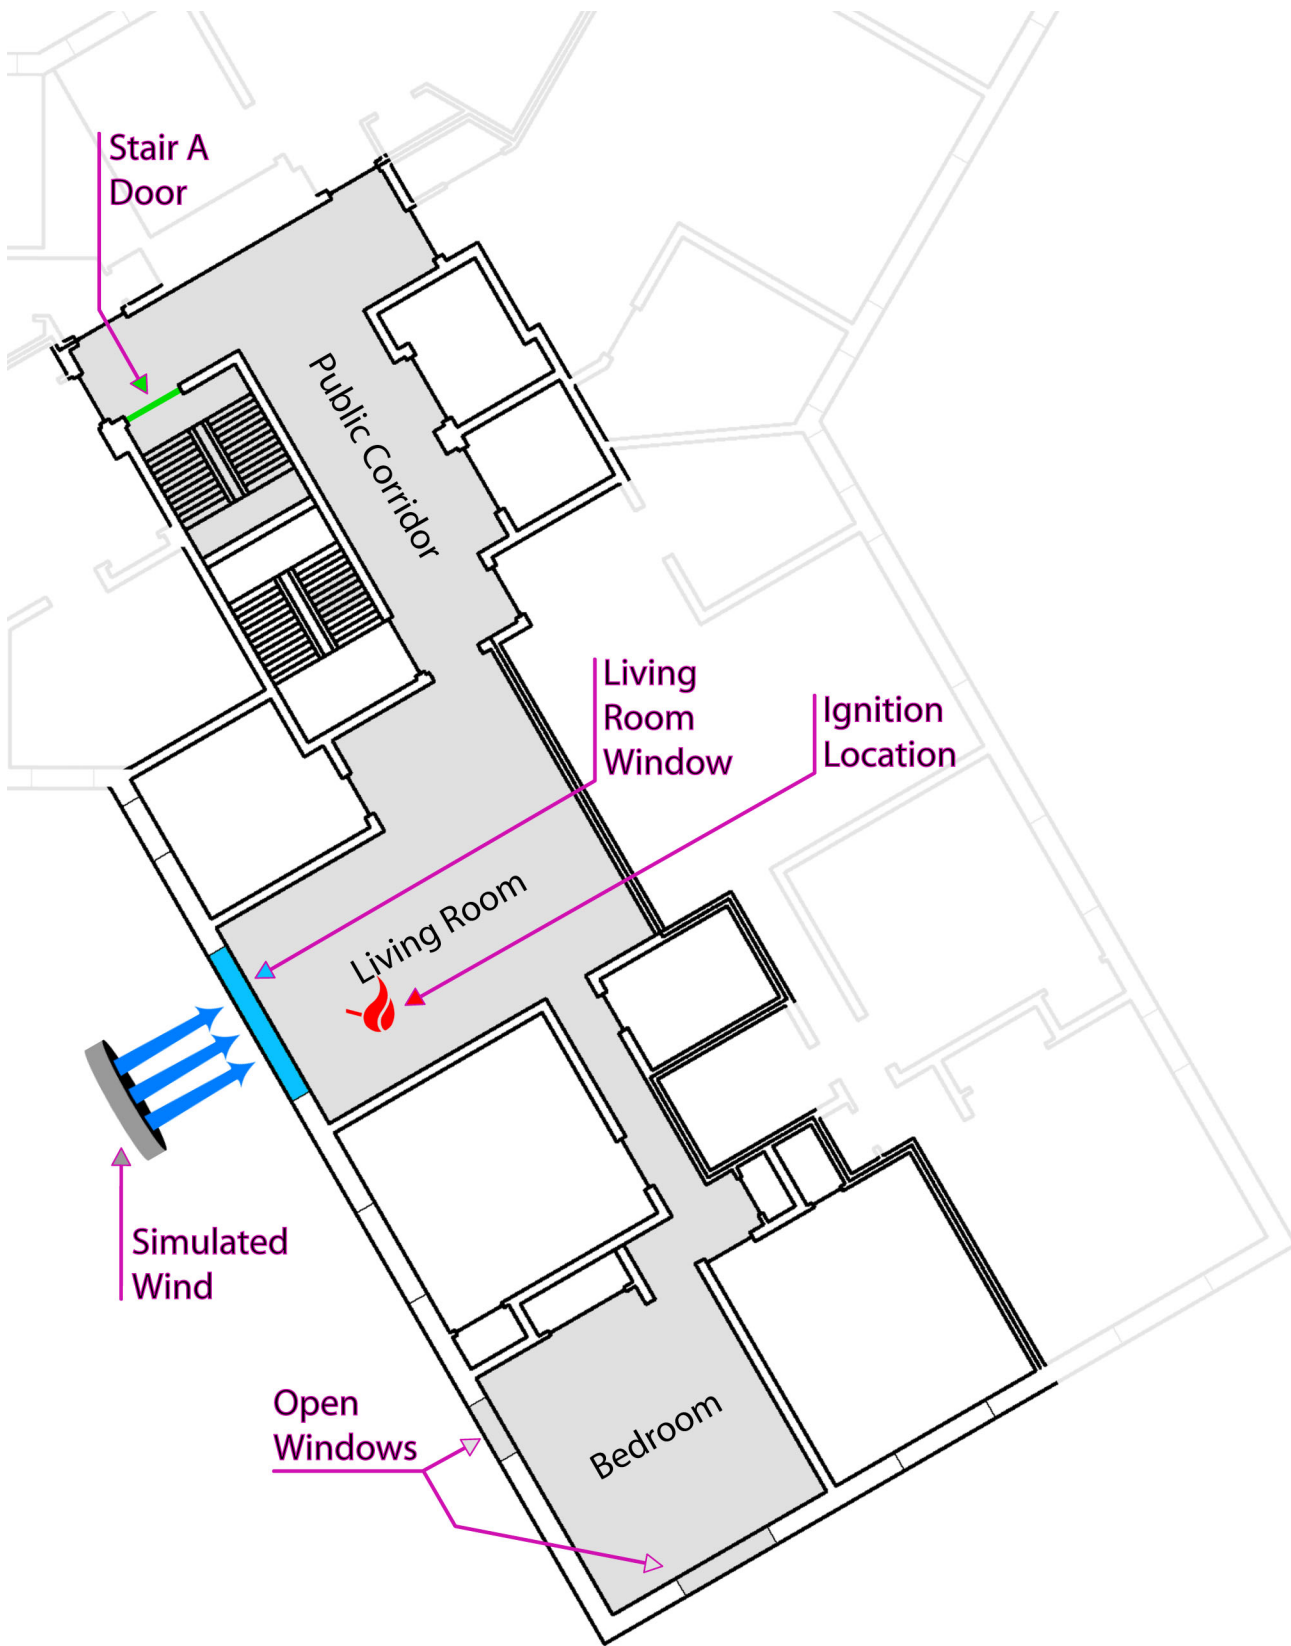 Stair A
Door
Public Corridor
Living
Room
Window
Ignition
Location
Living Room
Simulated
Wind
Open
Windows
Bedroom